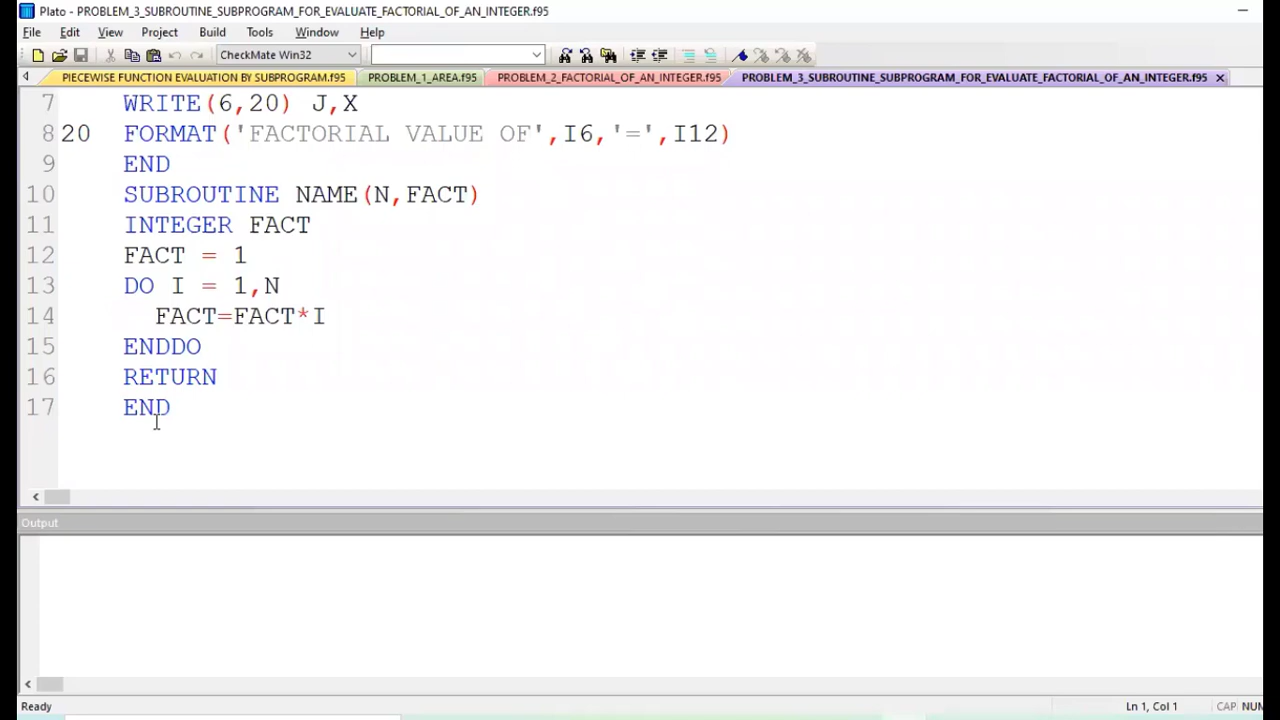 Plato - PROBLEM_3_SUBROUTINE_SUBPROGRAM_FOR_EVALUATE_FACTORIAL_OF_AN_INTEGER.f95
File Edit View Project Build Tools Window Help
CheckMate Win32
PIECEWISE FUNCTION EVALUATION BY SUBPROGRAM.f95 PROBLEM_1_AREA.f95 PROBLEM_2_FACTORIAL_OF_AN_INTEGER.f95 PROBLEM_3_SUBROUTINE_SUBPROGRAM_FOR_EVALUATE_FACTORIAL_OF_AN_INTEGER.f95
7 WRITE(6,20) J,X
8 20 FORMAT('FACTORIAL VALUE OF',I6,'=',I12)
9 END
10 SUBROUTINE NAME(N,FACT)
11 INTEGER FACT
12 FACT = 1
13 DO I = 1,N
14 FACT=FACT*I
15 ENDDO
16 RETURN
17 END
Output
Ready Ln 1, Col 1 CAP NUM